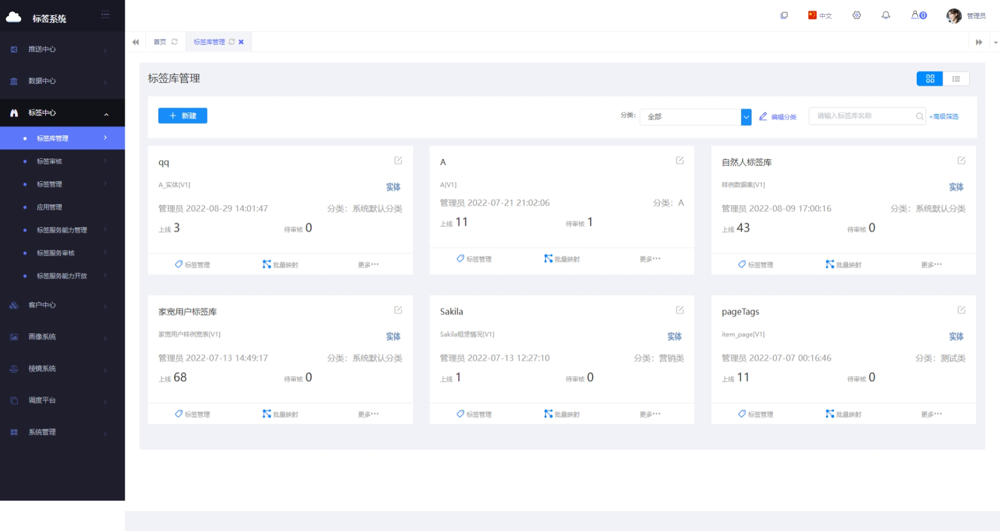 标签系统
中文
0
管理员
首页
标签库管理
推送中心
数据中心
标签中心
标签库管理
标签审核
标签管理
应用管理
标签服务能力管理
标签服务审核
标签服务能力开放
客户中心
画像系统
棱镜系统
调度平台
系统管理
标签库管理
新建
分类:
全部
编辑分类
请输入标签库名称
<高级筛选
qq
A_实体[V1]
实体
管理员 2022-08-29 14:01:47
分类：系统默认分类
上线 3
待审核 0
标签管理
批量映射
更多···
A
A[V1]
管理员 2022-07-21 21:02:06
分类：A
上线 11
待审核 1
标签管理
批量映射
更多···
自然人标签库
样例数据集[V1]
实体
管理员 2022-08-09 17:00:16
分类：系统默认分类
上线 43
待审核 0
标签管理
批量映射
更多···
家宽用户标签库
家宽用户样例宽表[V1]
实体
管理员 2022-07-13 14:49:17
分类：系统默认分类
上线 68
待审核 0
标签管理
批量映射
更多···
Sakila
Sakila租赁情况[V1]
实体
管理员 2022-07-13 12:27:10
分类：营销类
上线 1
待审核 0
标签管理
批量映射
更多···
pageTags
item_page[V1]
实体
管理员 2022-07-07 00:16:46
分类：测试类
上线 11
待审核 0
标签管理
批量映射
更多···